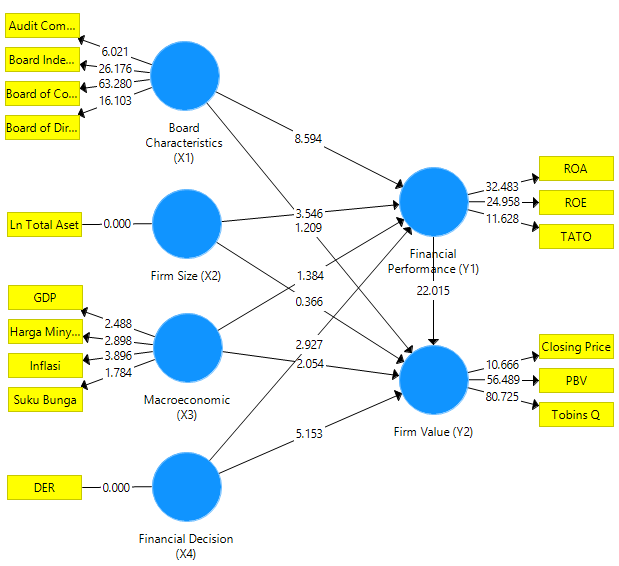 Audit Com...
6.021
Board Inde...
26.176
Board of Co...
63.280
Board of Dir...
16.103
Board
Characteristics
(X1)
8.594
ROA
32.483
ROE
24.958
TATO
11.628
Ln Total Aset
0.000
3.546
1.209
Firm Size (X2)
Financial
Performance (Y1)
1.384
0.366
22.015
GDP
2.488
Harga Miny...
2.898
Inflasi
3.896
Suku Bunga
1.784
Macroeconomic
(X3)
2.927
2.054
Closing Price
10.666
PBV
56.489
Tobins Q
80.725
Firm Value (Y2)
5.153
DER
0.000
Financial Decision
(X4)